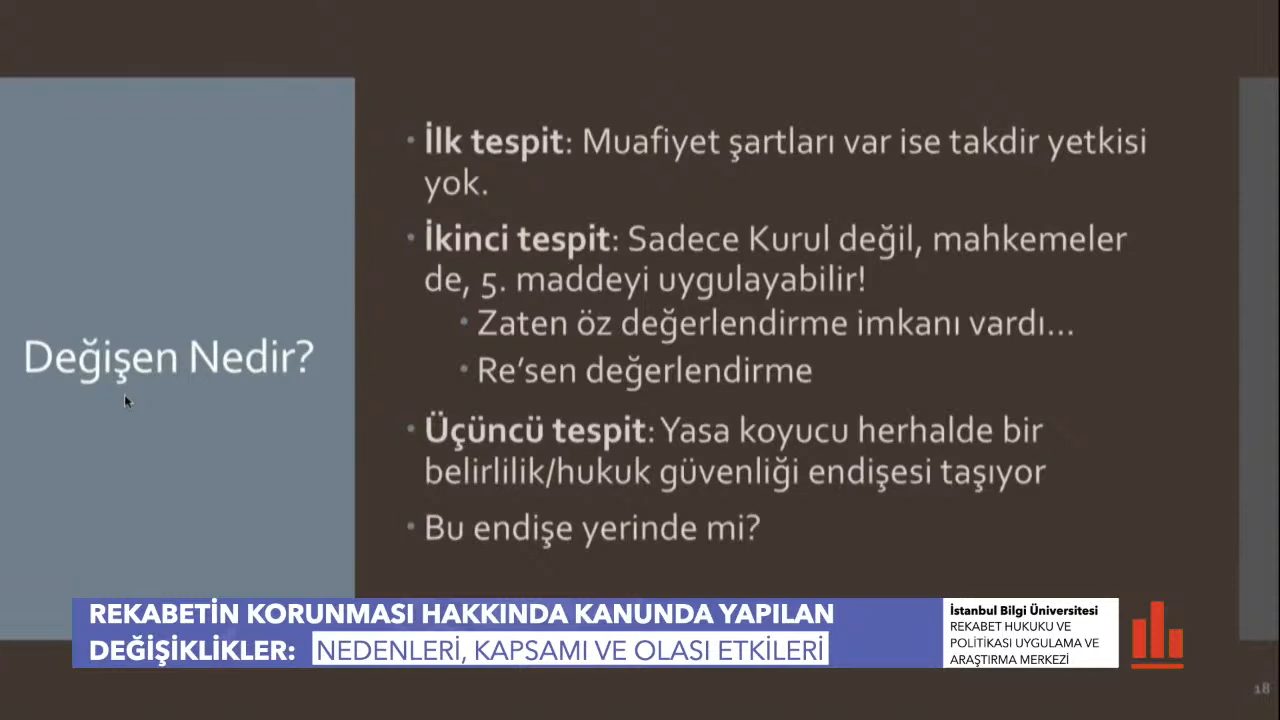 Değişen Nedir?
• İlk tespit: Muafiyet şartları var ise takdir yetkisi
yok.
• İkinci tespit: Sadece Kurul değil, mahkemeler
de, 5. maddeyi uygulayabilir!
• Zaten öz değerlendirme imkanı vardı...
• Re'sen değerlendirme
• Üçüncü tespit: Yasa koyucu herhalde bir
belirlilik/hukuk güvenliği endişesi taşıyor
• Bu endişe yerinde mi?
REKABETİN KORUNMASI HAKKINDA KANUNDA YAPILAN
DEĞİŞİKLİKLER: NEDENLERİ, KAPSAMI VE OLASI ETKİLERİ
İstanbul Bilgi Üniversitesi
REKABET HUKUKU VE
POLİTİKASI UYGULAMA VE
ARAŞTIRMA MERKEZİ
18